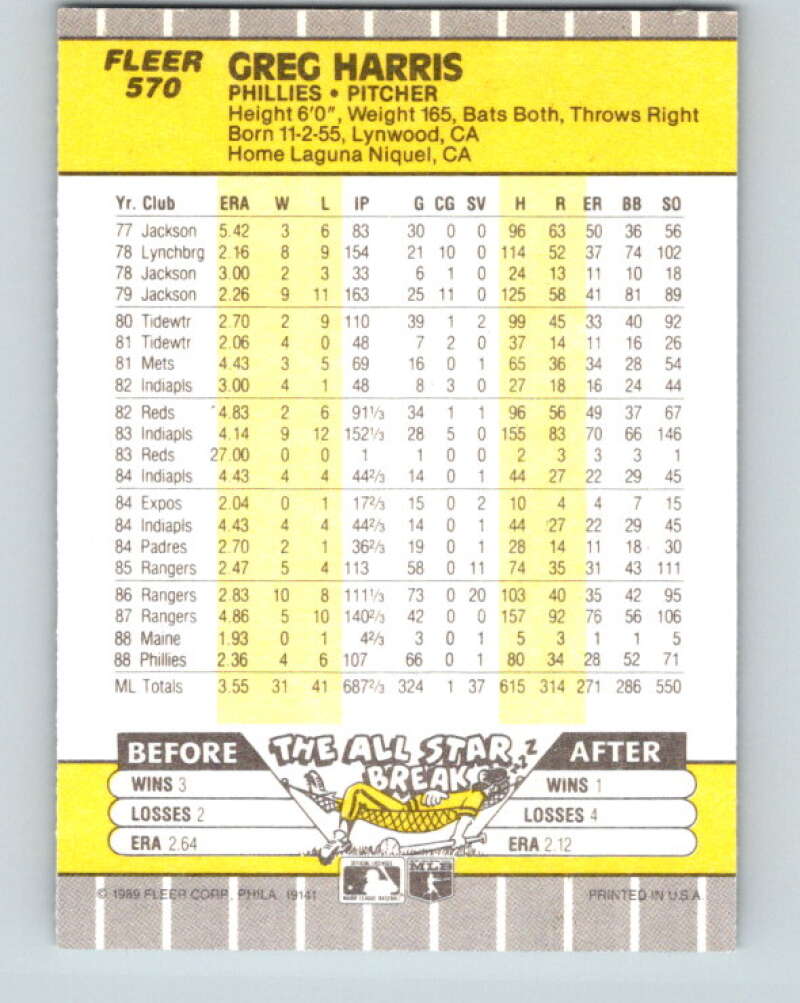 FLEER
570
GREG HARRIS
PHILLIES • PITCHER
Height 6'0", Weight 165, Bats Both, Throws Right
Born 11-2-55, Lynwood, CA
Home Laguna Niquel, CA
Yr. Club ERA W L IP G CG SV H R ER BB SO
77 Jackson 5.42 3 6 83 30 0 0 96 63 50 36 56
78 Lynchbrg 2.16 8 9 154 21 10 0 114 52 37 74 102
78 Jackson 3.00 2 3 33 6 1 0 24 13 11 10 18
79 Jackson 2.26 9 11 163 25 11 0 125 58 41 81 89
80 Tidewtr 2.70 2 9 110 39 1 2 99 45 33 40 92
81 Tidewtr 2.06 4 0 48 7 2 0 37 14 11 16 26
81 Mets 4.43 3 5 69 16 0 1 65 36 34 28 54
82 Indiapls 3.00 4 1 48 8 3 0 27 18 16 24 44
82 Reds 4.83 2 6 91⅓ 34 1 1 96 56 49 37 67
83 Indiapls 4.14 9 12 152⅓ 28 5 0 155 83 70 66 146
83 Reds 27.00 0 0 1 1 0 0 2 3 3 3 1
84 Indiapls 4.43 4 4 44⅔ 14 0 1 44 27 22 29 45
84 Expos 2.04 0 1 17⅔ 15 0 2 10 4 4 7 15
84 Indiapls 4.43 4 4 44⅔ 14 0 1 44 27 22 29 45
84 Padres 2.70 2 1 36⅔ 19 0 1 28 14 11 18 30
85 Rangers 2.47 5 4 113 58 0 11 74 35 31 43 111
86 Rangers 2.83 10 8 111⅓ 73 0 20 103 40 35 42 95
87 Rangers 4.86 5 10 140⅔ 42 0 0 157 92 76 56 106
88 Maine 1.93 0 1 4⅔ 3 0 1 5 3 1 1 5
88 Phillies 2.36 4 6 107 66 0 1 80 34 28 52 71
ML Totals 3.55 31 41 687⅔ 324 1 37 615 314 271 286 550
BEFORE THE ALL STAR BREAK ZZZ AFTER
WINS 3 WINS 1
LOSSES 2 LOSSES 4
ERA 2.64 ERA 2.12
OFFICIAL LICENSEE
MAJOR LEAGUE BASEBALL
MLB
© 1989 FLEER CORP. PHILA. 19141 PRINTED IN U.S.A.